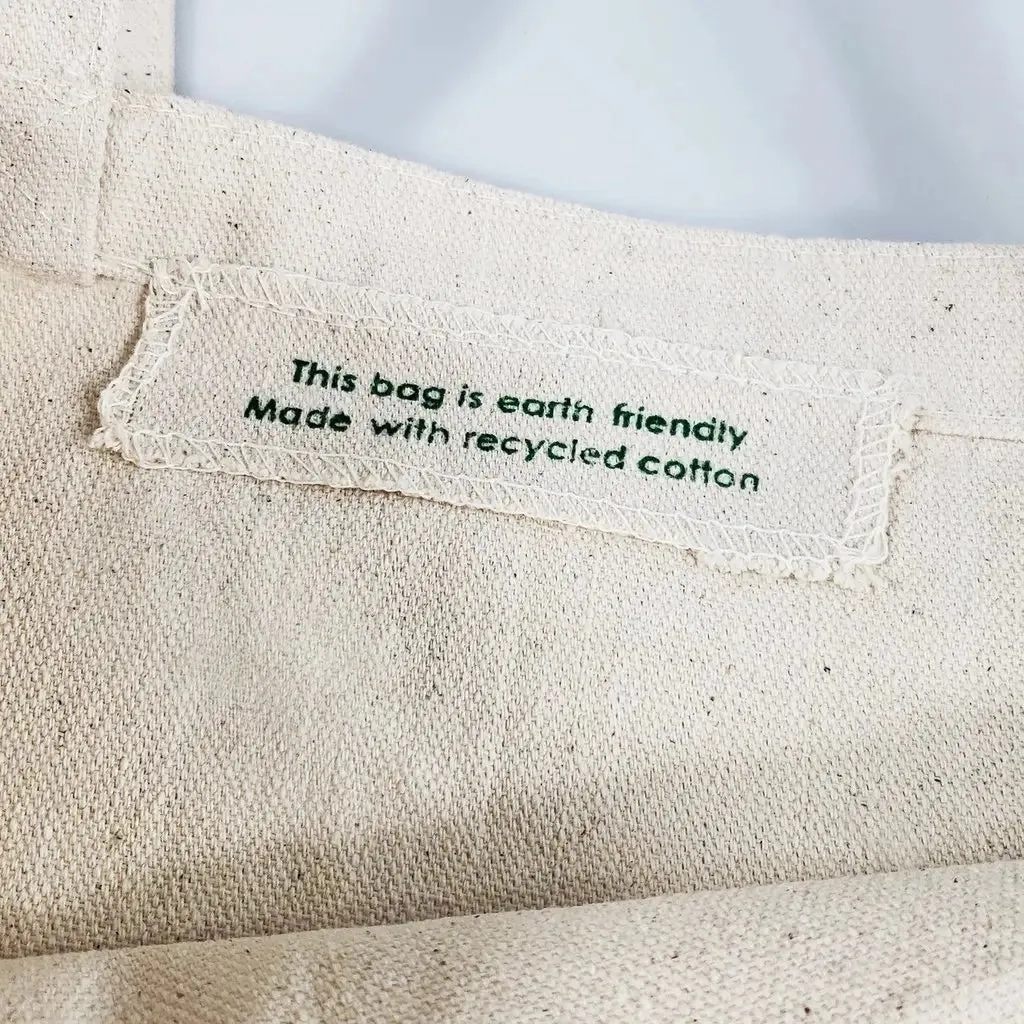 This bag is earth friendly
Made with recycled cotton